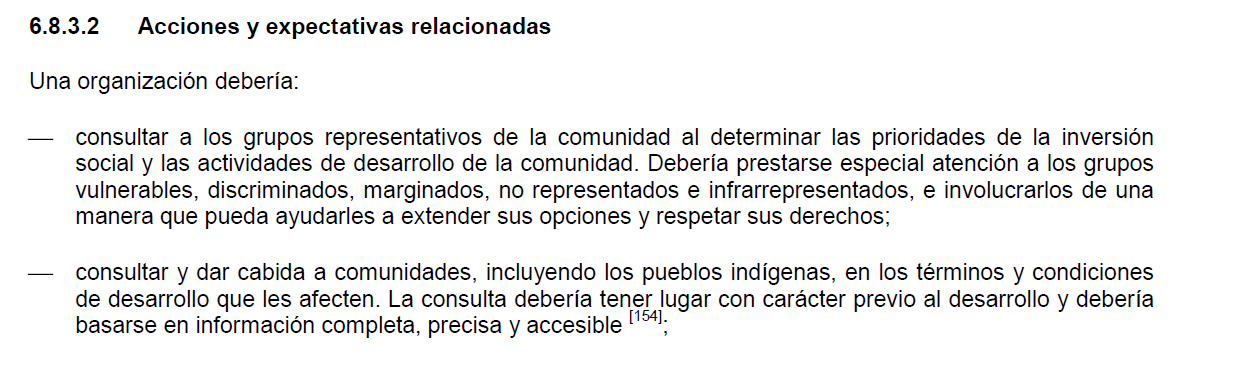 6.8.3.2 Acciones y expectativas relacionadas
Una organización debería:
— consultar a los grupos representativos de la comunidad al determinar las prioridades de la inversión
social y las actividades de desarrollo de la comunidad. Debería prestarse especial atención a los grupos
vulnerables, discriminados, marginados, no representados e infrarrepresentados, e involucrarlos de una
manera que pueda ayudarles a extender sus opciones y respetar sus derechos;
— consultar y dar cabida a comunidades, incluyendo los pueblos indígenas, en los términos y condiciones
de desarrollo que les afecten. La consulta debería tener lugar con carácter previo al desarrollo y debería
basarse en información completa, precisa y accesible [154];